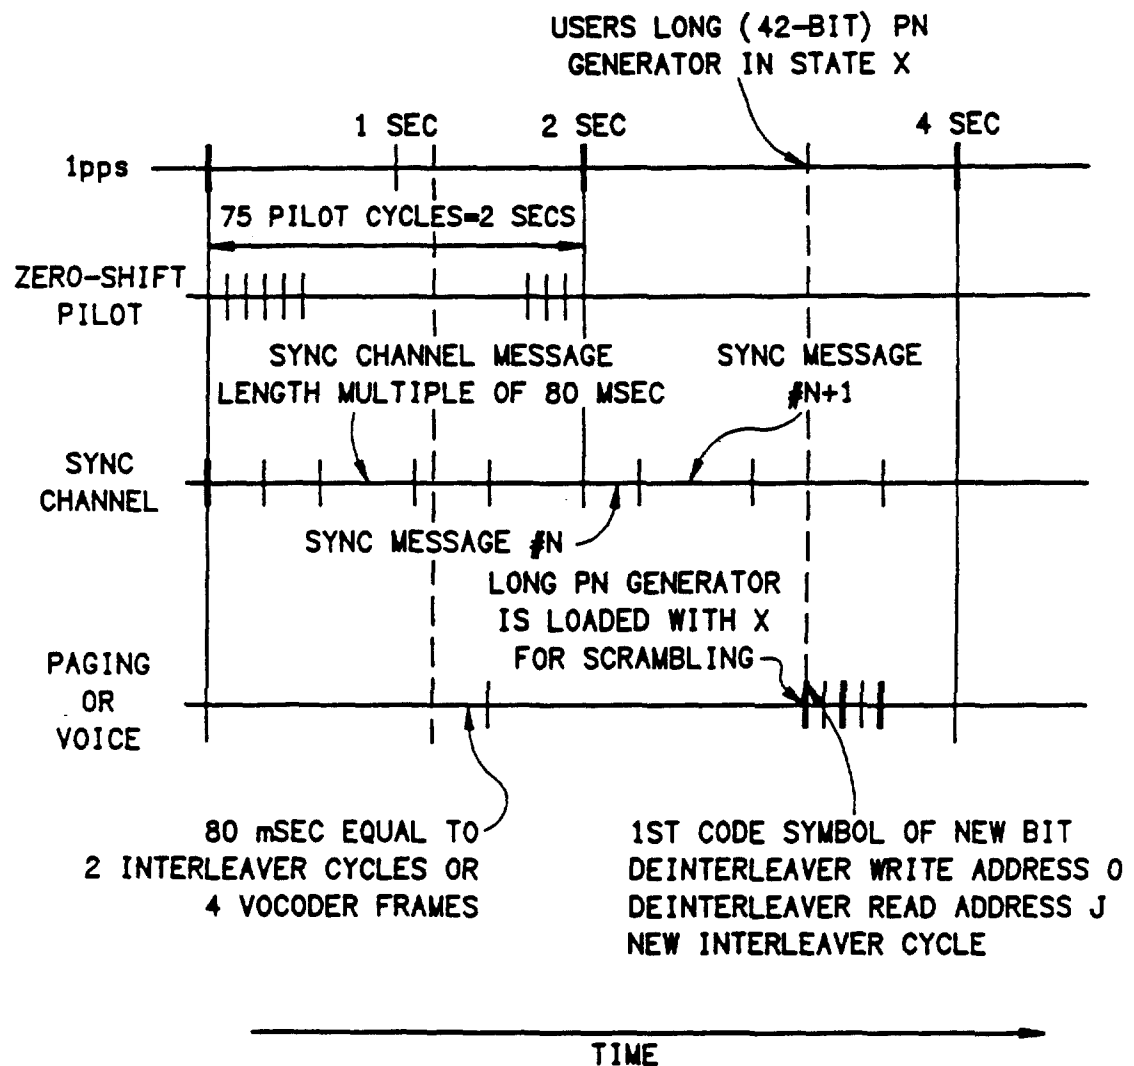 USERS LONG (42-BIT) PN
GENERATOR IN STATE X
1 SEC
2 SEC
4 SEC
1pps
75 PILOT CYCLES=2 SECS
ZERO-SHIFT
PILOT
SYNC CHANNEL MESSAGE
LENGTH MULTIPLE OF 80 MSEC
SYNC MESSAGE
#N+1
SYNC
CHANNEL
SYNC MESSAGE #N
LONG PN GENERATOR
IS LOADED WITH X
FOR SCRAMBLING
PAGING
OR
VOICE
80 mSEC EQUAL TO
2 INTERLEAVER CYCLES OR
4 VOCODER FRAMES
1ST CODE SYMBOL OF NEW BIT
DEINTERLEAVER WRITE ADDRESS 0
DEINTERLEAVER READ ADDRESS J
NEW INTERLEAVER CYCLE
TIME